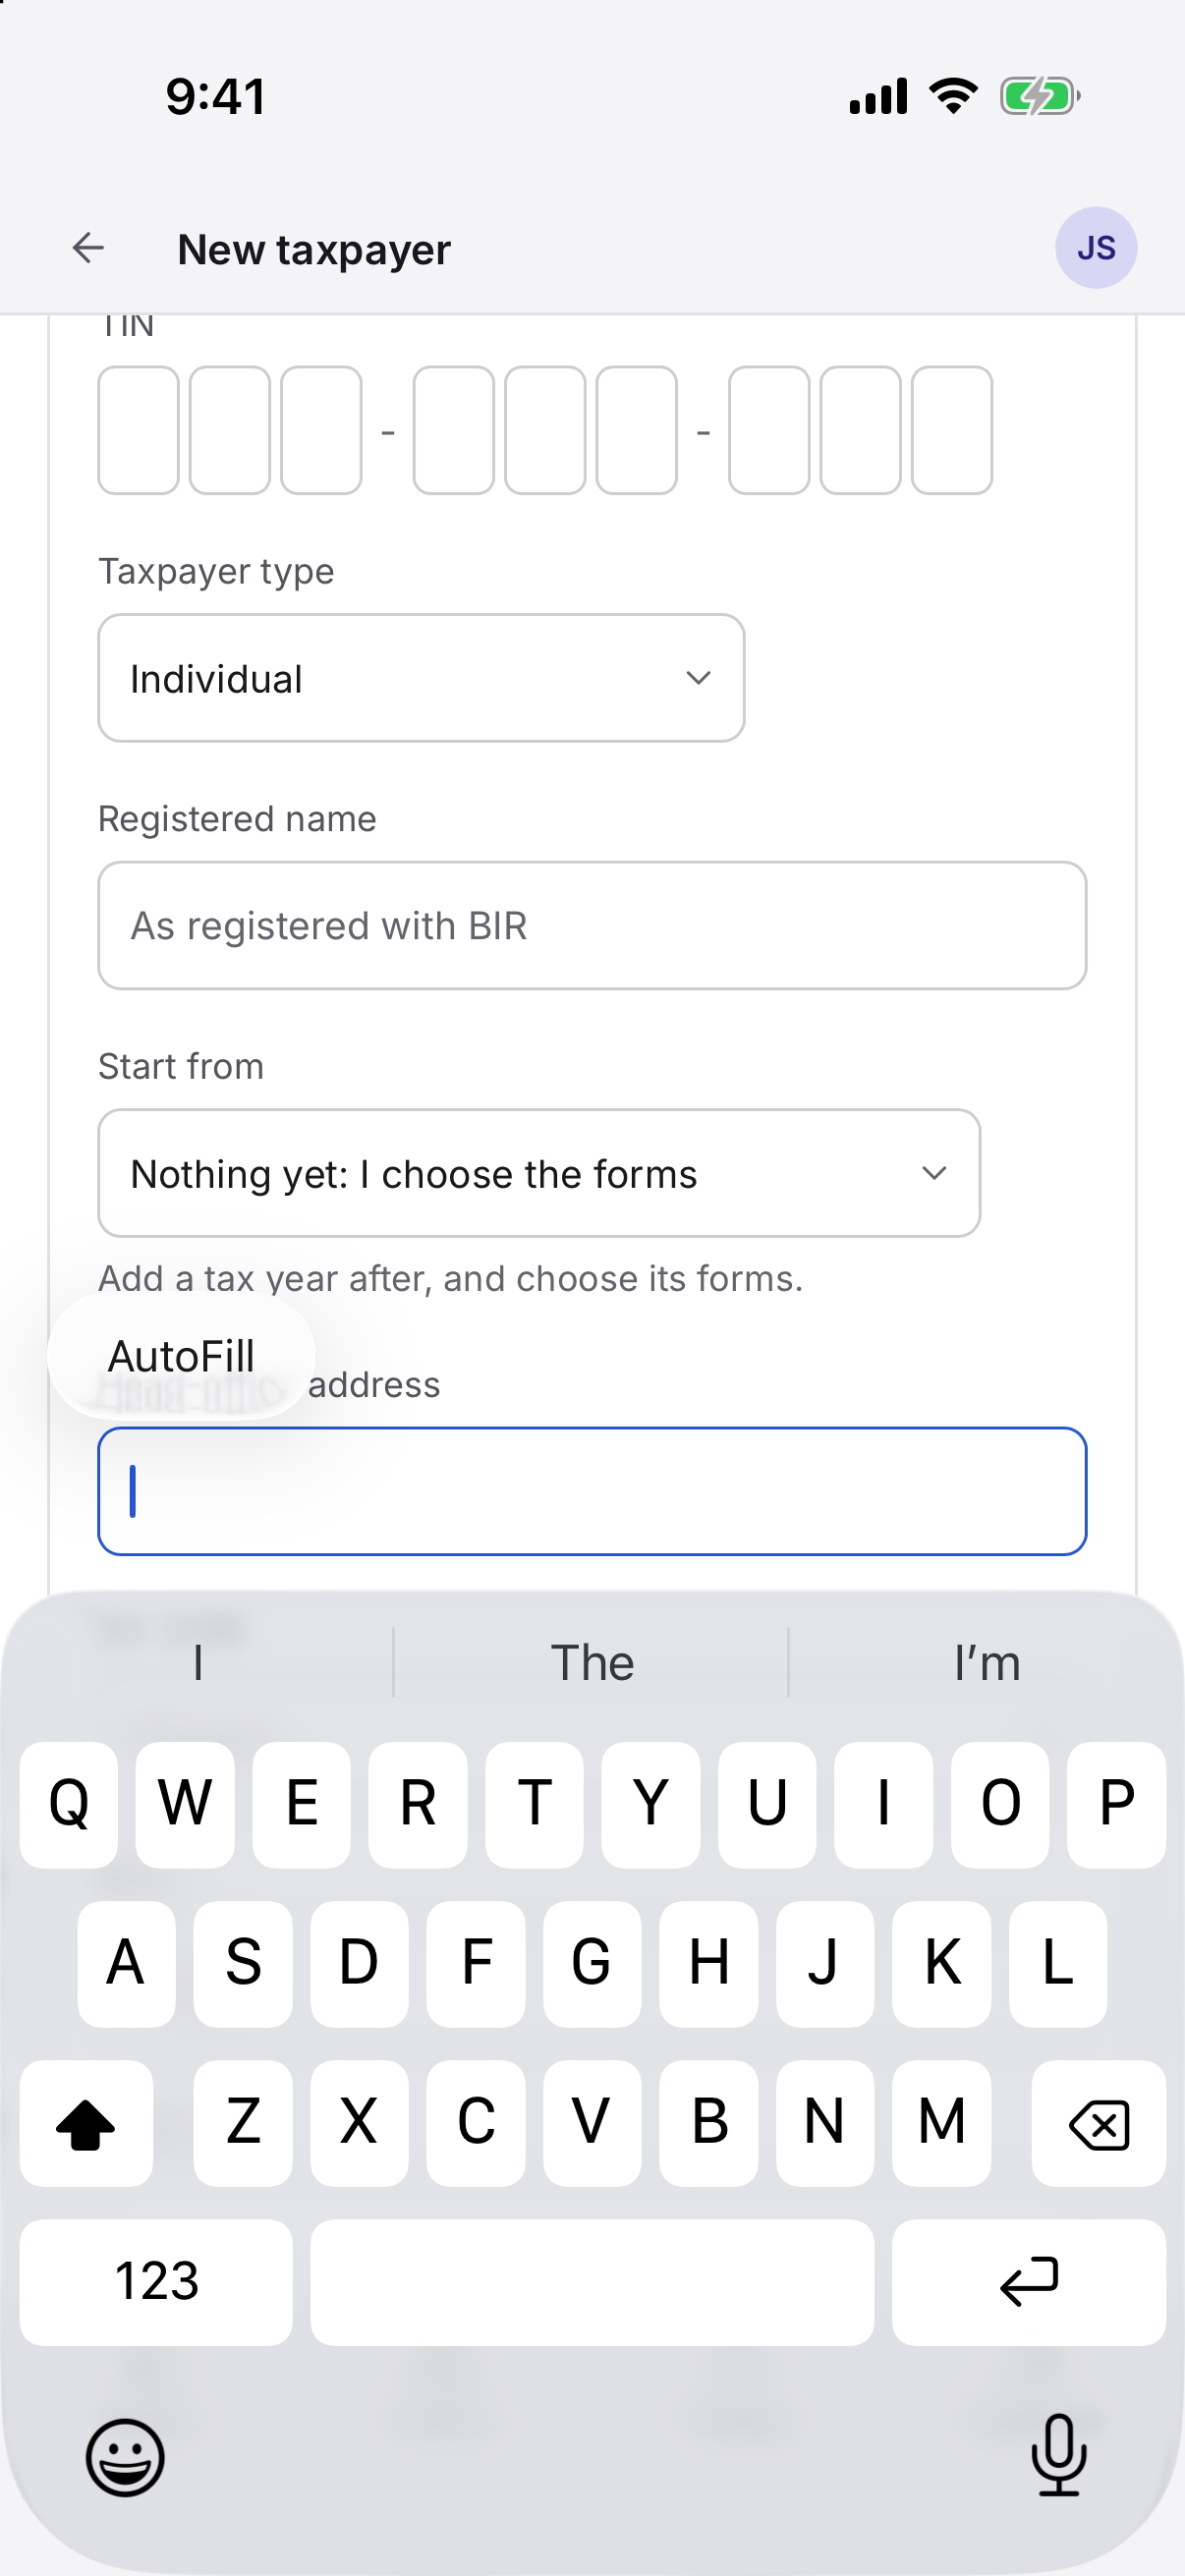 9:41
New taxpayer
JS
TIN
- -
Taxpayer type
Individual
Registered name
As registered with BIR
Start from
Nothing yet: I choose the forms
Add a tax year after, and choose its forms.
AutoFill
address
I The I’m
Q W E R T Y U I O P
A S D F G H J K L
Z X C V B N M
123